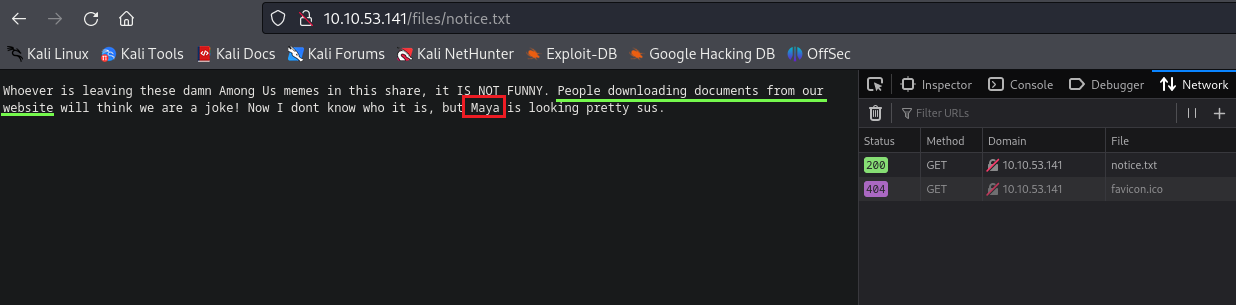 10.10.53.141/files/notice.txt
Kali Linux Kali Tools Kali Docs Kali Forums Kali NetHunter Exploit-DB Google Hacking DB OffSec
Whoever is leaving these damn Among Us memes in this share, it IS NOT FUNNY. People downloading documents from our
website will think we are a joke! Now I dont know who it is, but Maya is looking pretty sus.
Inspector Console Debugger Network
Filter URLs
Status Method Domain File
200 GET 10.10.53.141 notice.txt
404 GET 10.10.53.141 favicon.ico